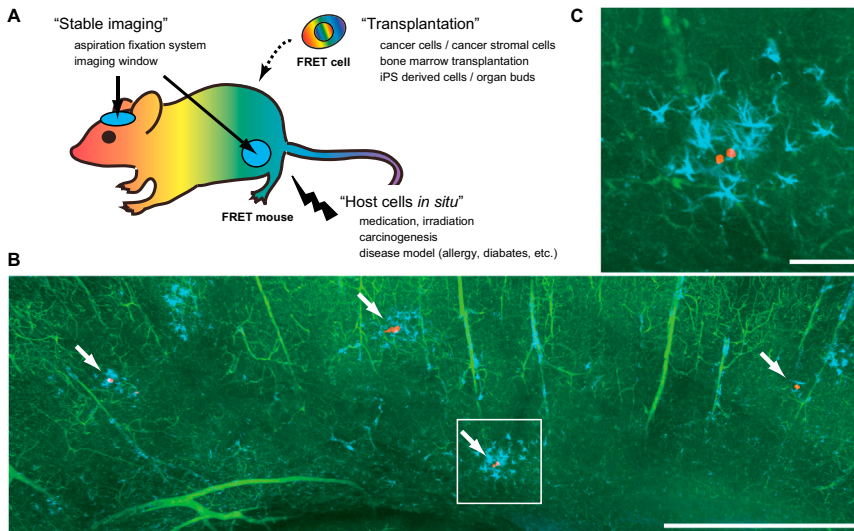 A
“Stable imaging”
aspiration fixation system
imaging window
FRET cell
“Transplantation”
cancer cells / cancer stromal cells
bone marrow transplantation
iPS derived cells / organ buds
FRET mouse
“Host cells in situ”
medication, irradiation
carcinogenesis
disease model (allergy, diabates, etc.)
C
B